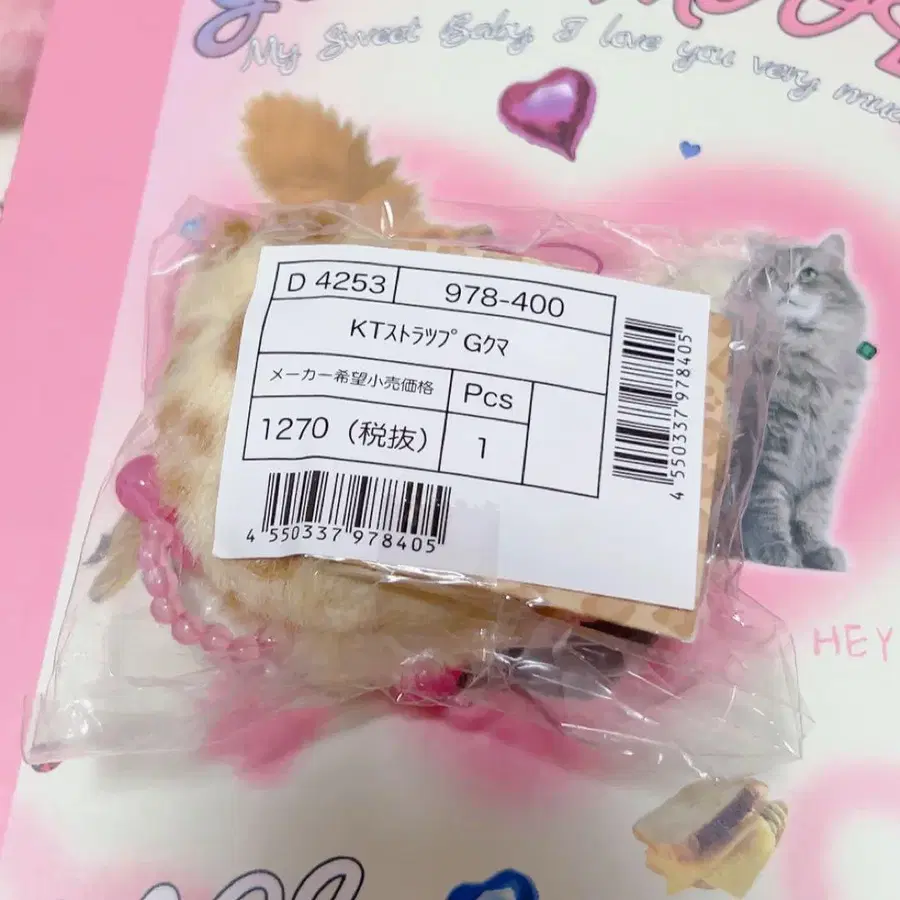 My Sweet Baby I love you very muc
D 4253
978-400
KTストラツプ Gクマ
メーカー希望小売価格
Pcs
1270 (税抜)
1
4 550337 978405
4 550337 978405
HEY